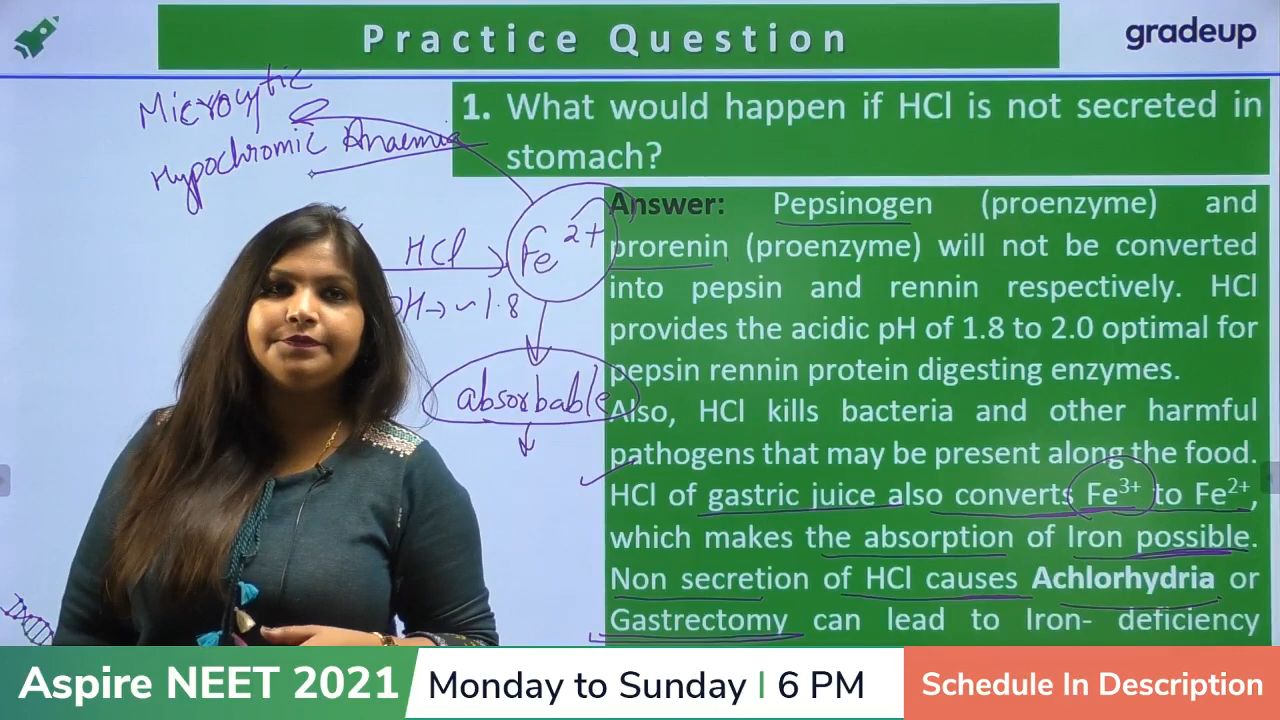 Practice Question
gradeup
1. What would happen if HCl is not secreted in
stomach?
Microcytic
Hypochromic Anaemia
HCl
Fe 2+
pH→~1.8
absorbable
Answer: Pepsinogen (proenzyme) and
prorenin (proenzyme) will not be converted
into pepsin and rennin respectively. HCl
provides the acidic pH of 1.8 to 2.0 optimal for
pepsin rennin protein digesting enzymes.
Also, HCl kills bacteria and other harmful
pathogens that may be present along the food.
HCl of gastric juice also converts Fe3+ to Fe2+,
which makes the absorption of Iron possible.
Non secretion of HCl causes Achlorhydria or
Gastrectomy can lead to Iron- deficiency
Aspire NEET 2021
Monday to Sunday | 6 PM
Schedule In Description